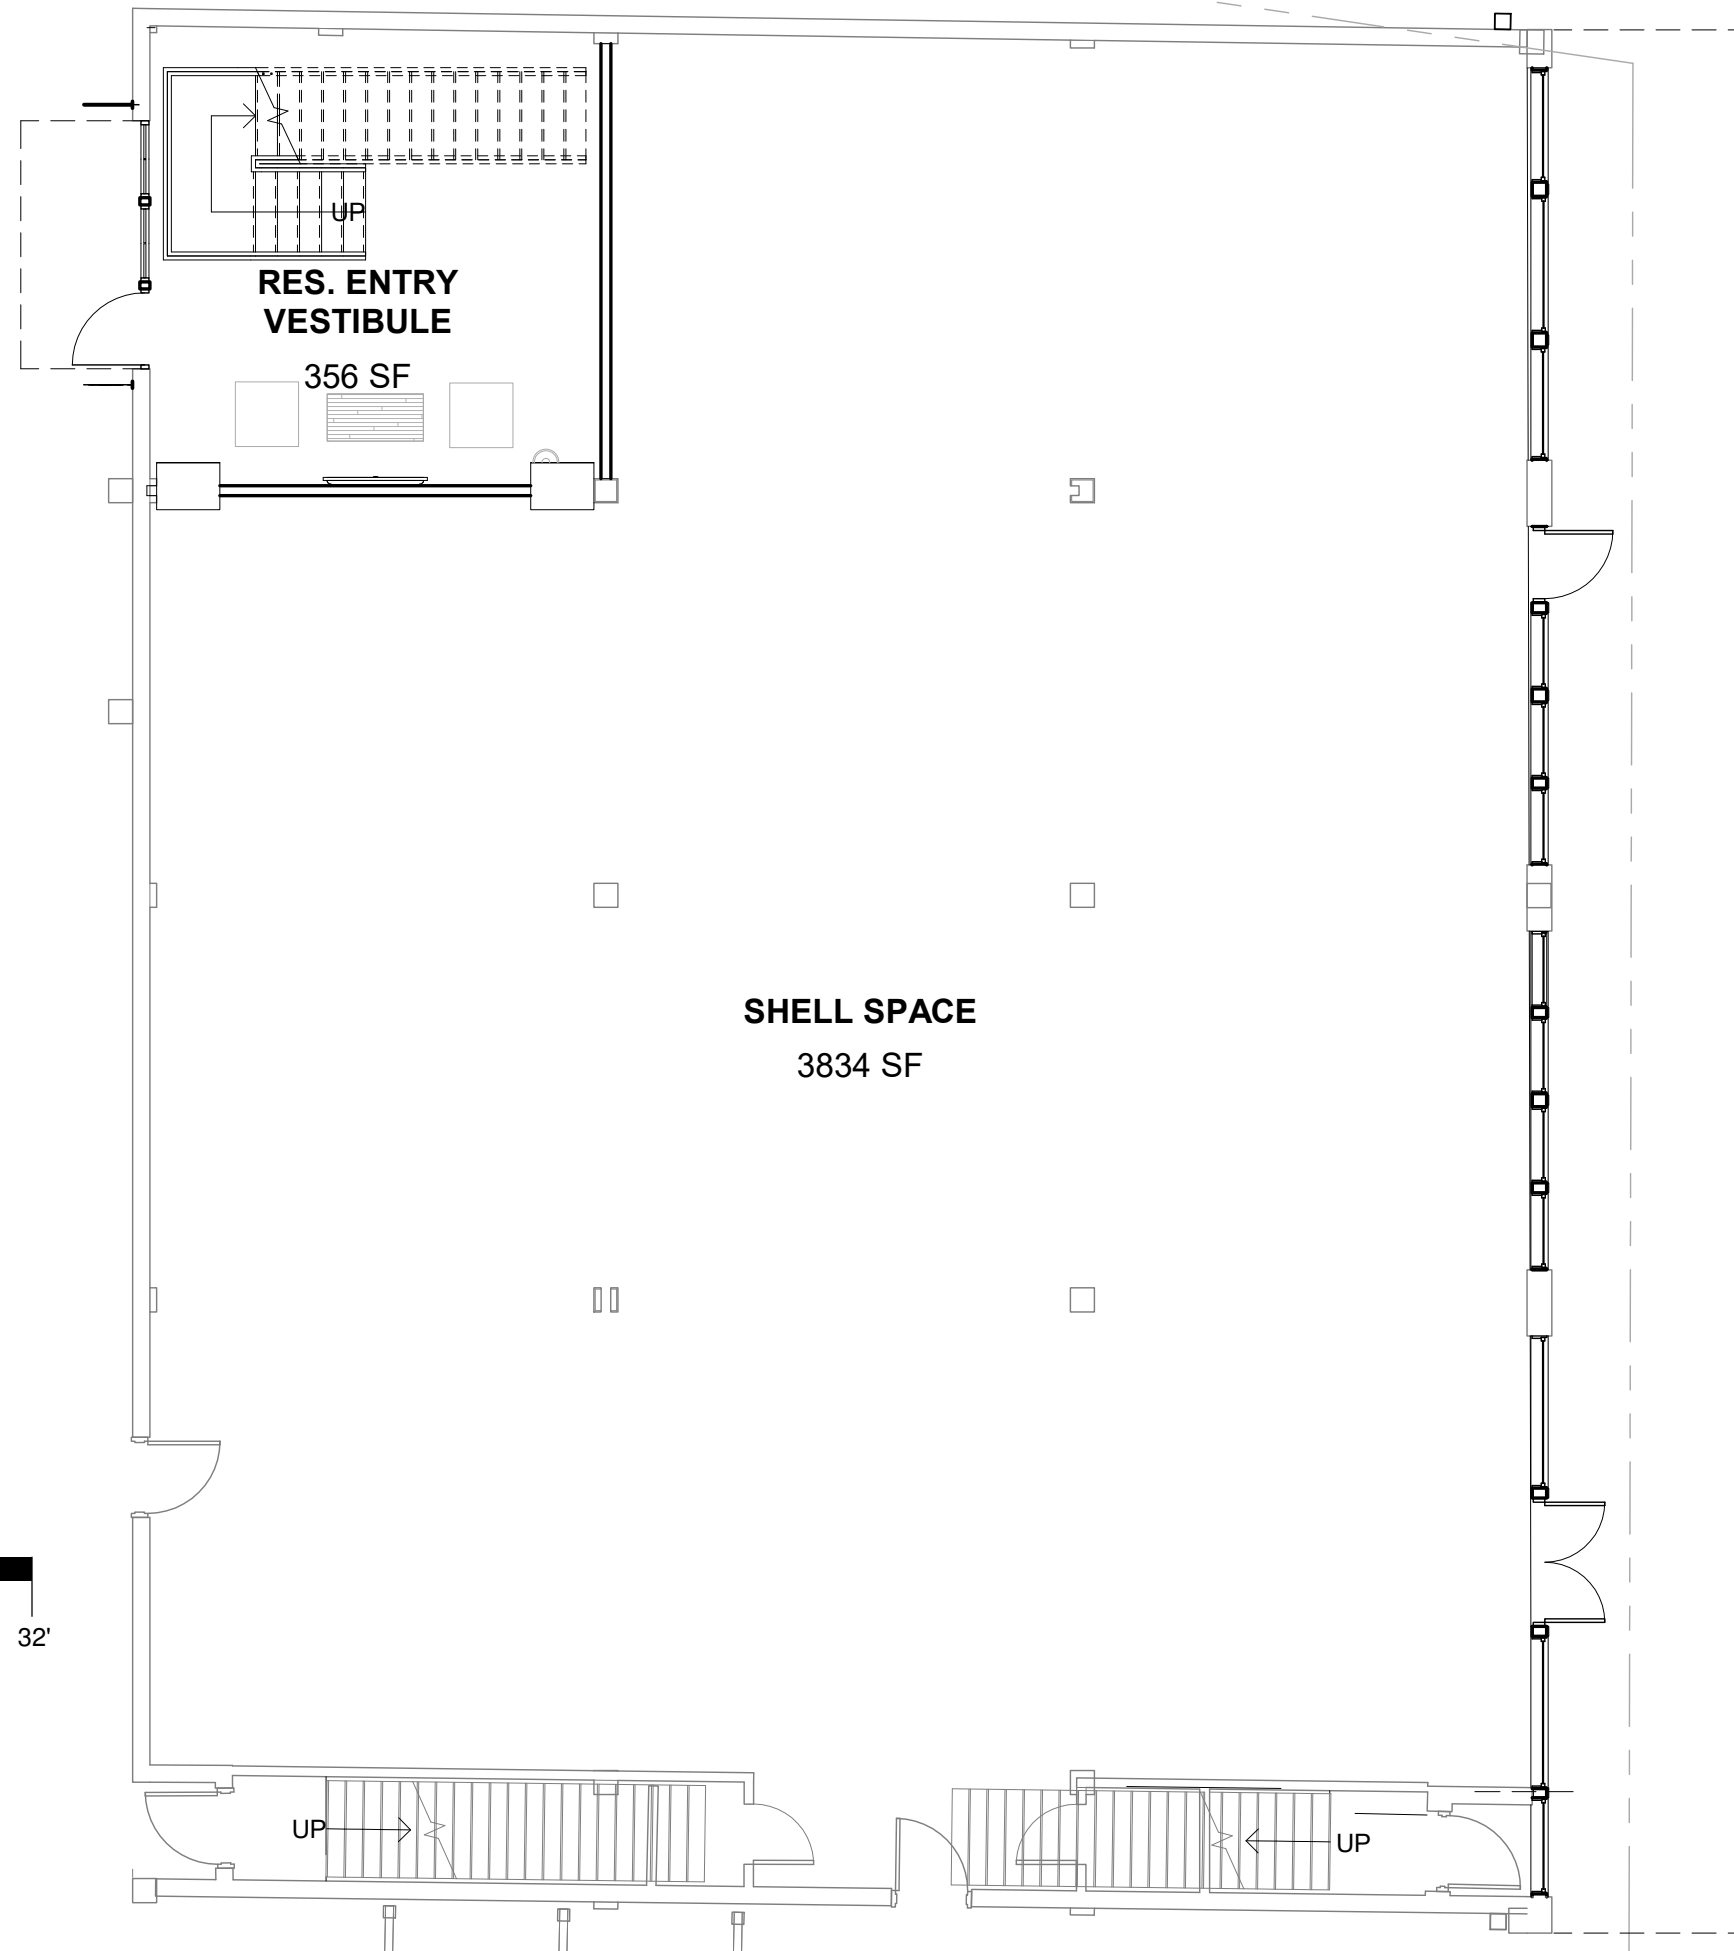 UP
RES. ENTRY
VESTIBULE
356 SF
SHELL SPACE
3834 SF
32'
UP
UP